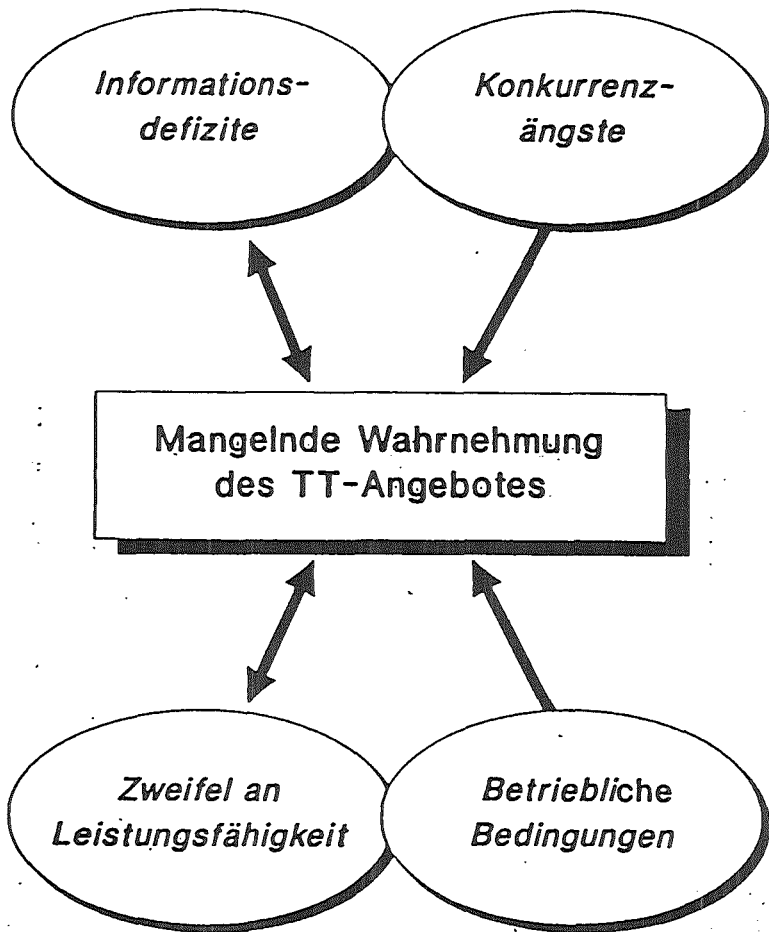 Informations-
defizite
Konkurrenz-
ängste
Mangelnde Wahrnehmung
des TT-Angebotes
Zweifel an
Leistungsfähigkeit
Betriebliche
Bedingungen